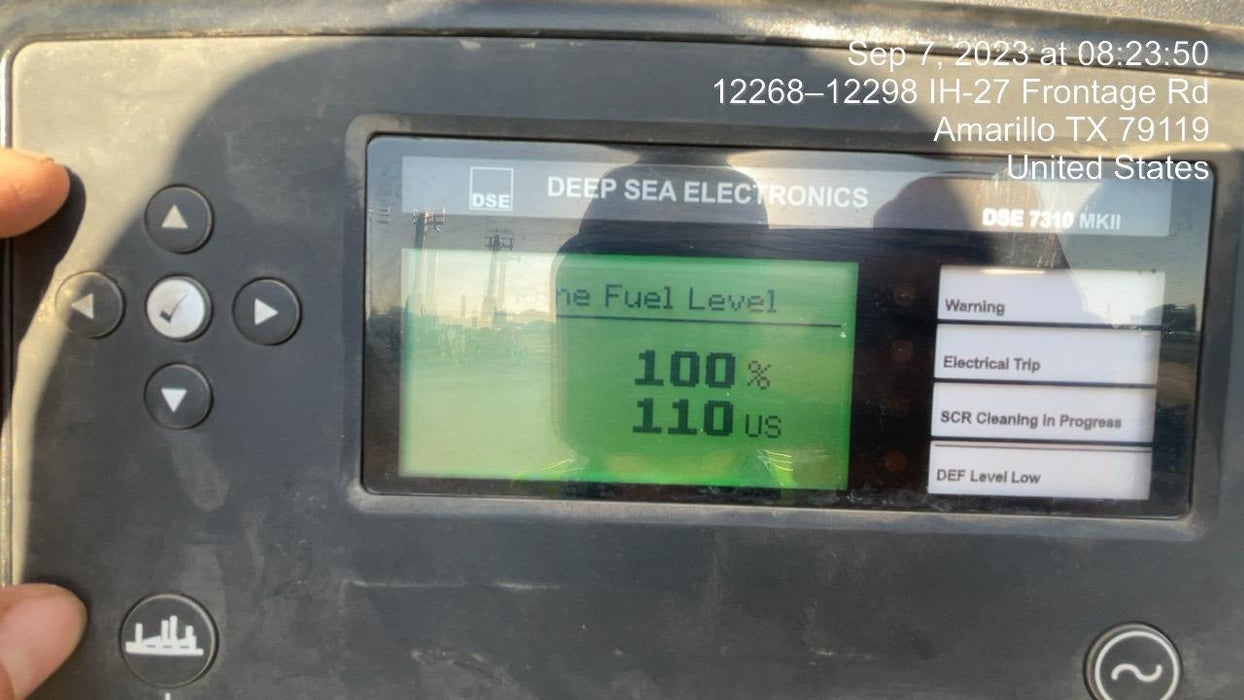 Sep 7, 2023 at 08:23:50
12268–12298 IH-27 Frontage Rd
Amarillo TX 79119
United States
DSE
DEEP SEA ELECTRONICS
DSE 7310 MKII
ne Fuel Level
100 %
110 US
Warning
Electrical Trip
SCR Cleaning in Progress
DEF Level Low